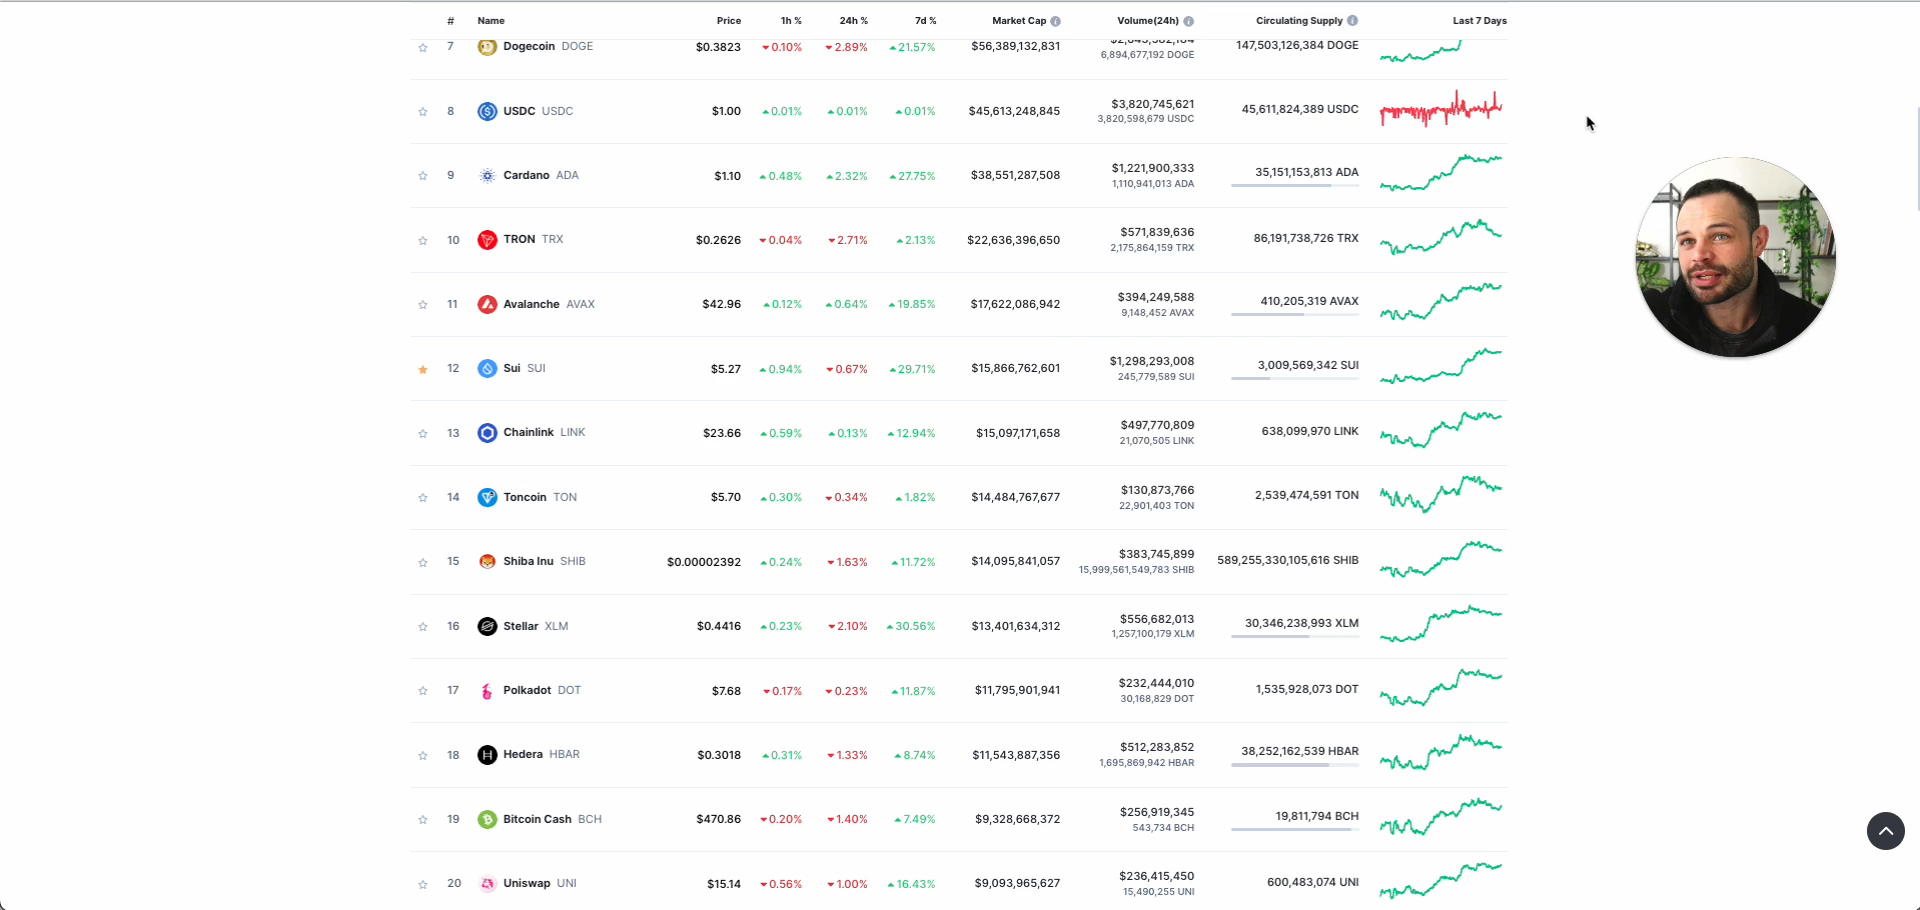 # Name Price 1h % 24h % 7d % Market Cap Volume(24h) Circulating Supply Last 7 Days
7 Dogecoin DOGE $0.3823 0.10% 2.89% 21.57% $56,389,132,831 147,503,126,384 DOGE
6,894,677,192 DOGE
8 USDC USDC $1.00 0.01% 0.01% 0.01% $45,613,248,845 $3,820,745,621 45,611,824,389 USDC
3,820,598,679 USDC
9 Cardano ADA $1.10 0.48% 2.32% 27.75% $38,551,287,508 $1,221,900,333 35,151,153,813 ADA
1,110,941,013 ADA
10 TRON TRX $0.2626 0.04% 2.71% 2.13% $22,636,396,650 $571,839,636 86,191,738,726 TRX
2,175,864,159 TRX
11 Avalanche AVAX $42.96 0.12% 0.64% 19.85% $17,622,086,942 $394,249,588 410,205,319 AVAX
9,148,452 AVAX
12 Sui SUI $5.27 0.94% 0.67% 29.71% $15,866,762,601 $1,298,293,008 3,009,569,342 SUI
245,779,589 SUI
13 Chainlink LINK $23.66 0.59% 0.13% 12.94% $15,097,171,658 $497,770,809 638,099,970 LINK
21,070,505 LINK
14 Toncoin TON $5.70 0.30% 0.34% 1.82% $14,484,767,677 $130,873,766 2,539,474,591 TON
22,901,403 TON
15 Shiba Inu SHIB $0.00002392 0.24% 1.63% 11.72% $14,095,841,057 $383,745,899 589,255,330,105,616 SHIB
15,999,561,549,783 SHIB
16 Stellar XLM $0.4416 0.23% 2.10% 30.56% $13,401,634,312 $556,682,013 30,346,238,993 XLM
1,257,100,179 XLM
17 Polkadot DOT $7.68 0.17% 0.23% 11.87% $11,795,901,941 $232,444,010 1,535,928,073 DOT
30,168,829 DOT
18 Hedera HBAR $0.3018 0.31% 1.33% 8.74% $11,543,887,356 $512,283,852 38,252,162,539 HBAR
1,695,869,942 HBAR
19 Bitcoin Cash BCH $470.86 0.20% 1.40% 7.49% $9,328,668,372 $256,919,345 19,811,794 BCH
543,734 BCH
20 Uniswap UNI $15.14 0.56% 1.00% 16.43% $9,093,965,627 $236,415,450 600,483,074 UNI
15,490,255 UNI